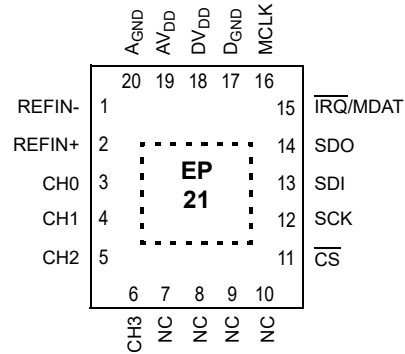 AGND AVDD DVDD DGND MCLK
20 19 18 17 16
REFIN- 1 15 IRQ/MDAT
REFIN+ 2 14 SDO
EP
21
CH0 3 13 SDI
CH1 4 12 SCK
CH2 5 11 CS
6 7 8 9 10
CH3 NC NC NC NC